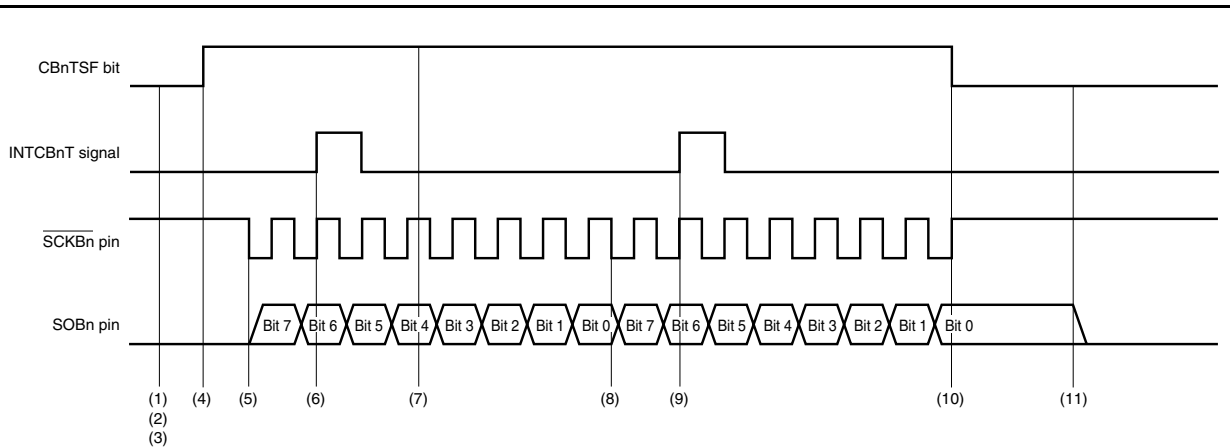 CBnTSF bit
INTCBnT signal
SCKBn pin
SOBn pin
Bit 7 Bit 6 Bit 5 Bit 4 Bit 3 Bit 2 Bit 1 Bit 0 Bit 7 Bit 6 Bit 5 Bit 4 Bit 3 Bit 2 Bit 1 Bit 0
(1) (4) (5) (6) (7) (8) (9) (10) (11)
(2)
(3)